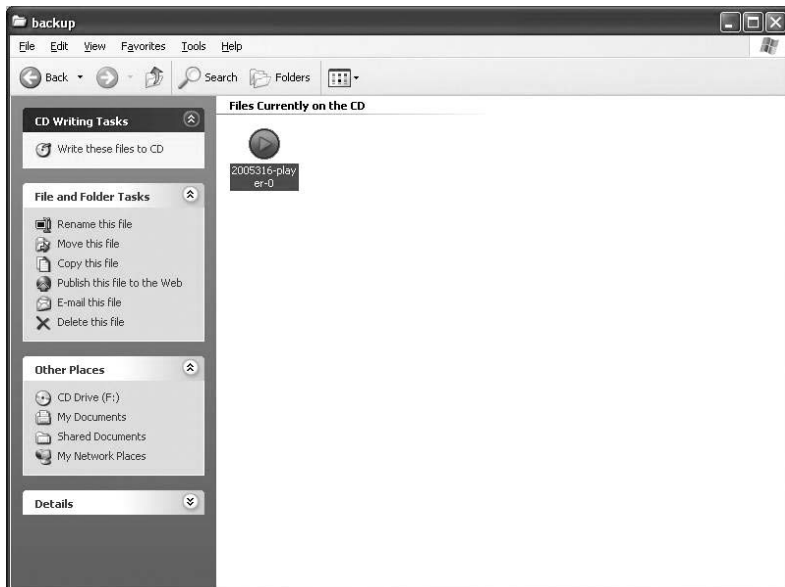 backup
File Edit View Favorites Tools Help
Back Search Folders
CD Writing Tasks
Write these files to CD
File and Folder Tasks
Rename this file
Move this file
Copy this file
Publish this file to the Web
E-mail this file
Delete this file
Other Places
CD Drive (F:)
My Documents
Shared Documents
My Network Places
Details
Files Currently on the CD
2005316-play
er-0